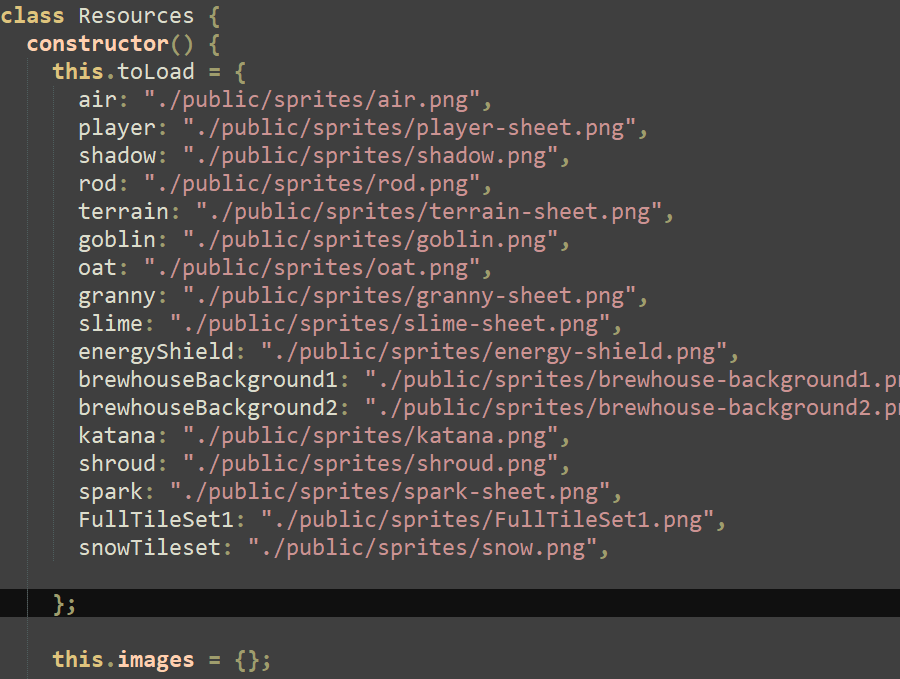 class Resources {
constructor() {
this.toLoad = {
air: "./public/sprites/air.png",
player: "./public/sprites/player-sheet.png",
shadow: "./public/sprites/shadow.png",
rod: "./public/sprites/rod.png",
terrain: "./public/sprites/terrain-sheet.png",
goblin: "./public/sprites/goblin.png",
oat: "./public/sprites/oat.png",
granny: "./public/sprites/granny-sheet.png",
slime: "./public/sprites/slime-sheet.png",
energyShield: "./public/sprites/energy-shield.png",
brewhouseBackground1: "./public/sprites/brewhouse-background1.p
brewhouseBackground2: "./public/sprites/brewhouse-background2.p
katana: "./public/sprites/katana.png",
shroud: "./public/sprites/shroud.png",
spark: "./public/sprites/spark-sheet.png",
FullTileSet1: "./public/sprites/FullTileSet1.png",
snowTileset: "./public/sprites/snow.png",
};
this.images = {};